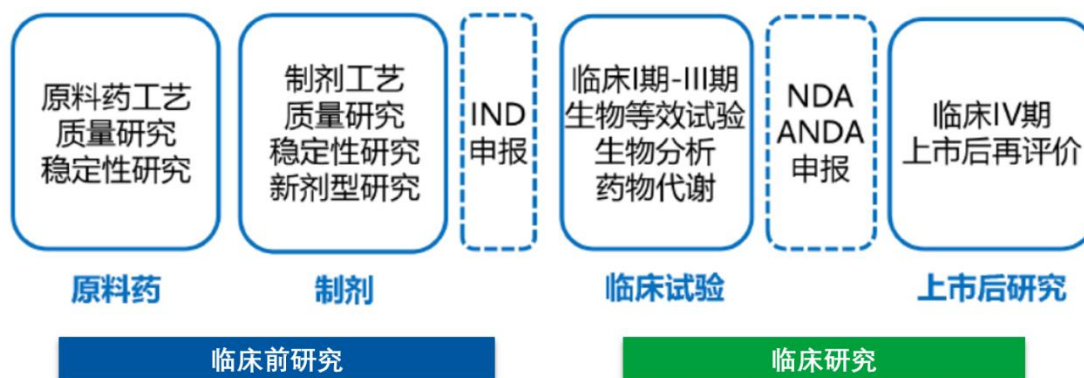 原料药工艺
质量研究
稳定性研究
制剂工艺
质量研究
稳定性研究
新剂型研究
IND
申报
临床I期-III期
生物等效试验
生物分析
药物代谢
NDA
ANDA
申报
临床IV期
上市后再评价
原料药
制剂
临床试验
上市后研究
临床前研究
临床研究